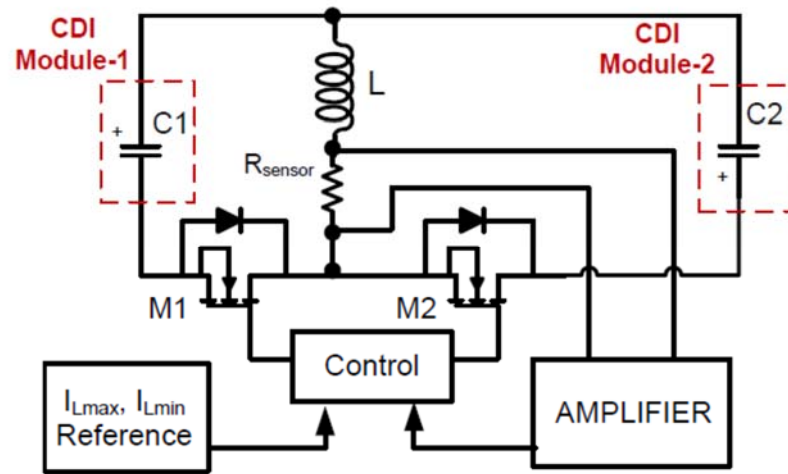 CDI
Module-1
CDI
Module-2
L
C1
C2
+
+
Rsensor
M1
M2
Control
ILmax, ILmin
Reference
AMPLIFIER